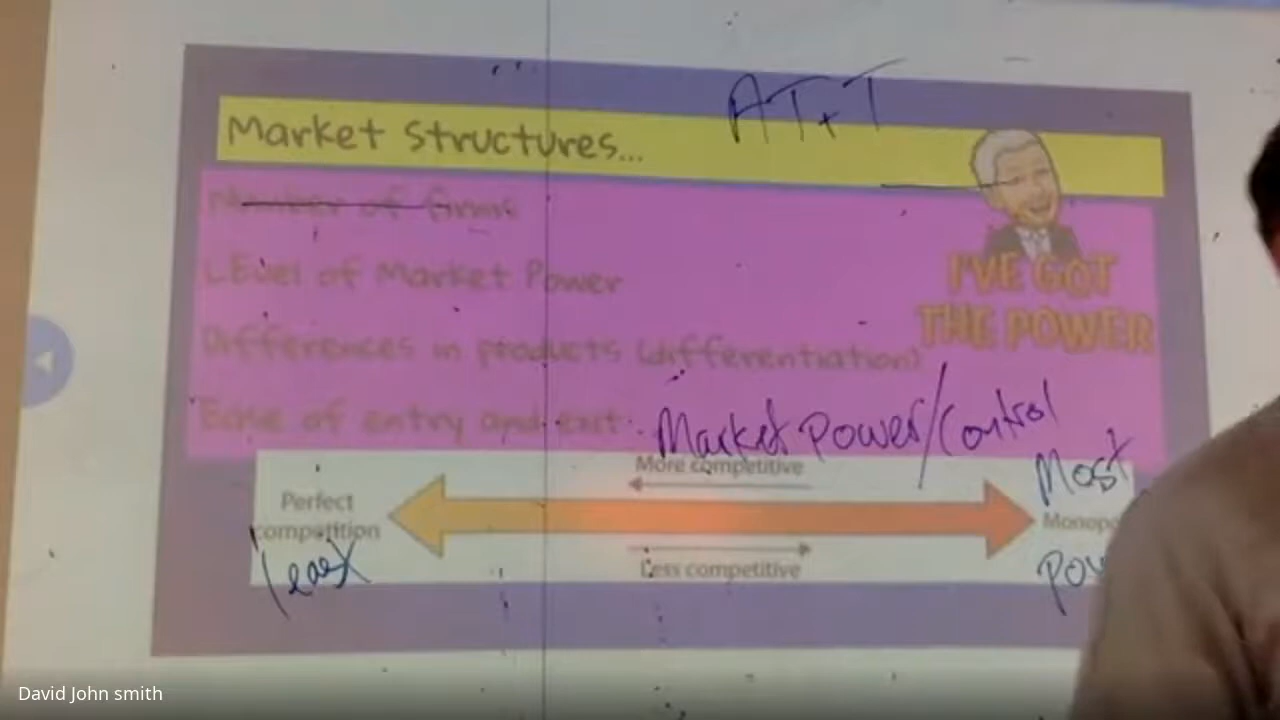 AT+T
Market Structures...
Number of firms
I'VE GOT
THE POWER
LEvel of Market Power
Differences in products (differentiation)
Ease of entry and exit
Market Power/Control
More competitive
Most
Perfect
competition
Least
Less competitive
David John smith